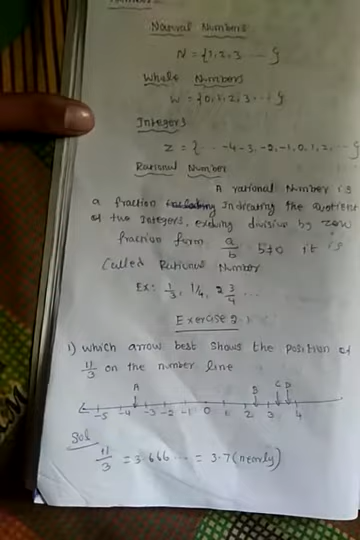 Natural Numbers
N = {1, 2, 3 ---- }
Whole Numbers
W = {0, 1, 2, 3 --- }
Integers
Z = {--- -4 -3, -2, -1, 0, 1, 2, --- }
Rational Number
A rational Number is
a fraction Indicating the Quotient
of two Integers, exluding division by zero
fraction form a/b b≠0 it is
Called Rational Number
Ex: 1/3, 1/4, 2 3/4 ...
Exercise 2.1
1) which arrow best shows the position of
11/3 on the number line
A B C D
-5 -4 -3 -2 -1 0 1 2 3 4
Sol
11/3 = 3.666... = 3.7 (nearly)